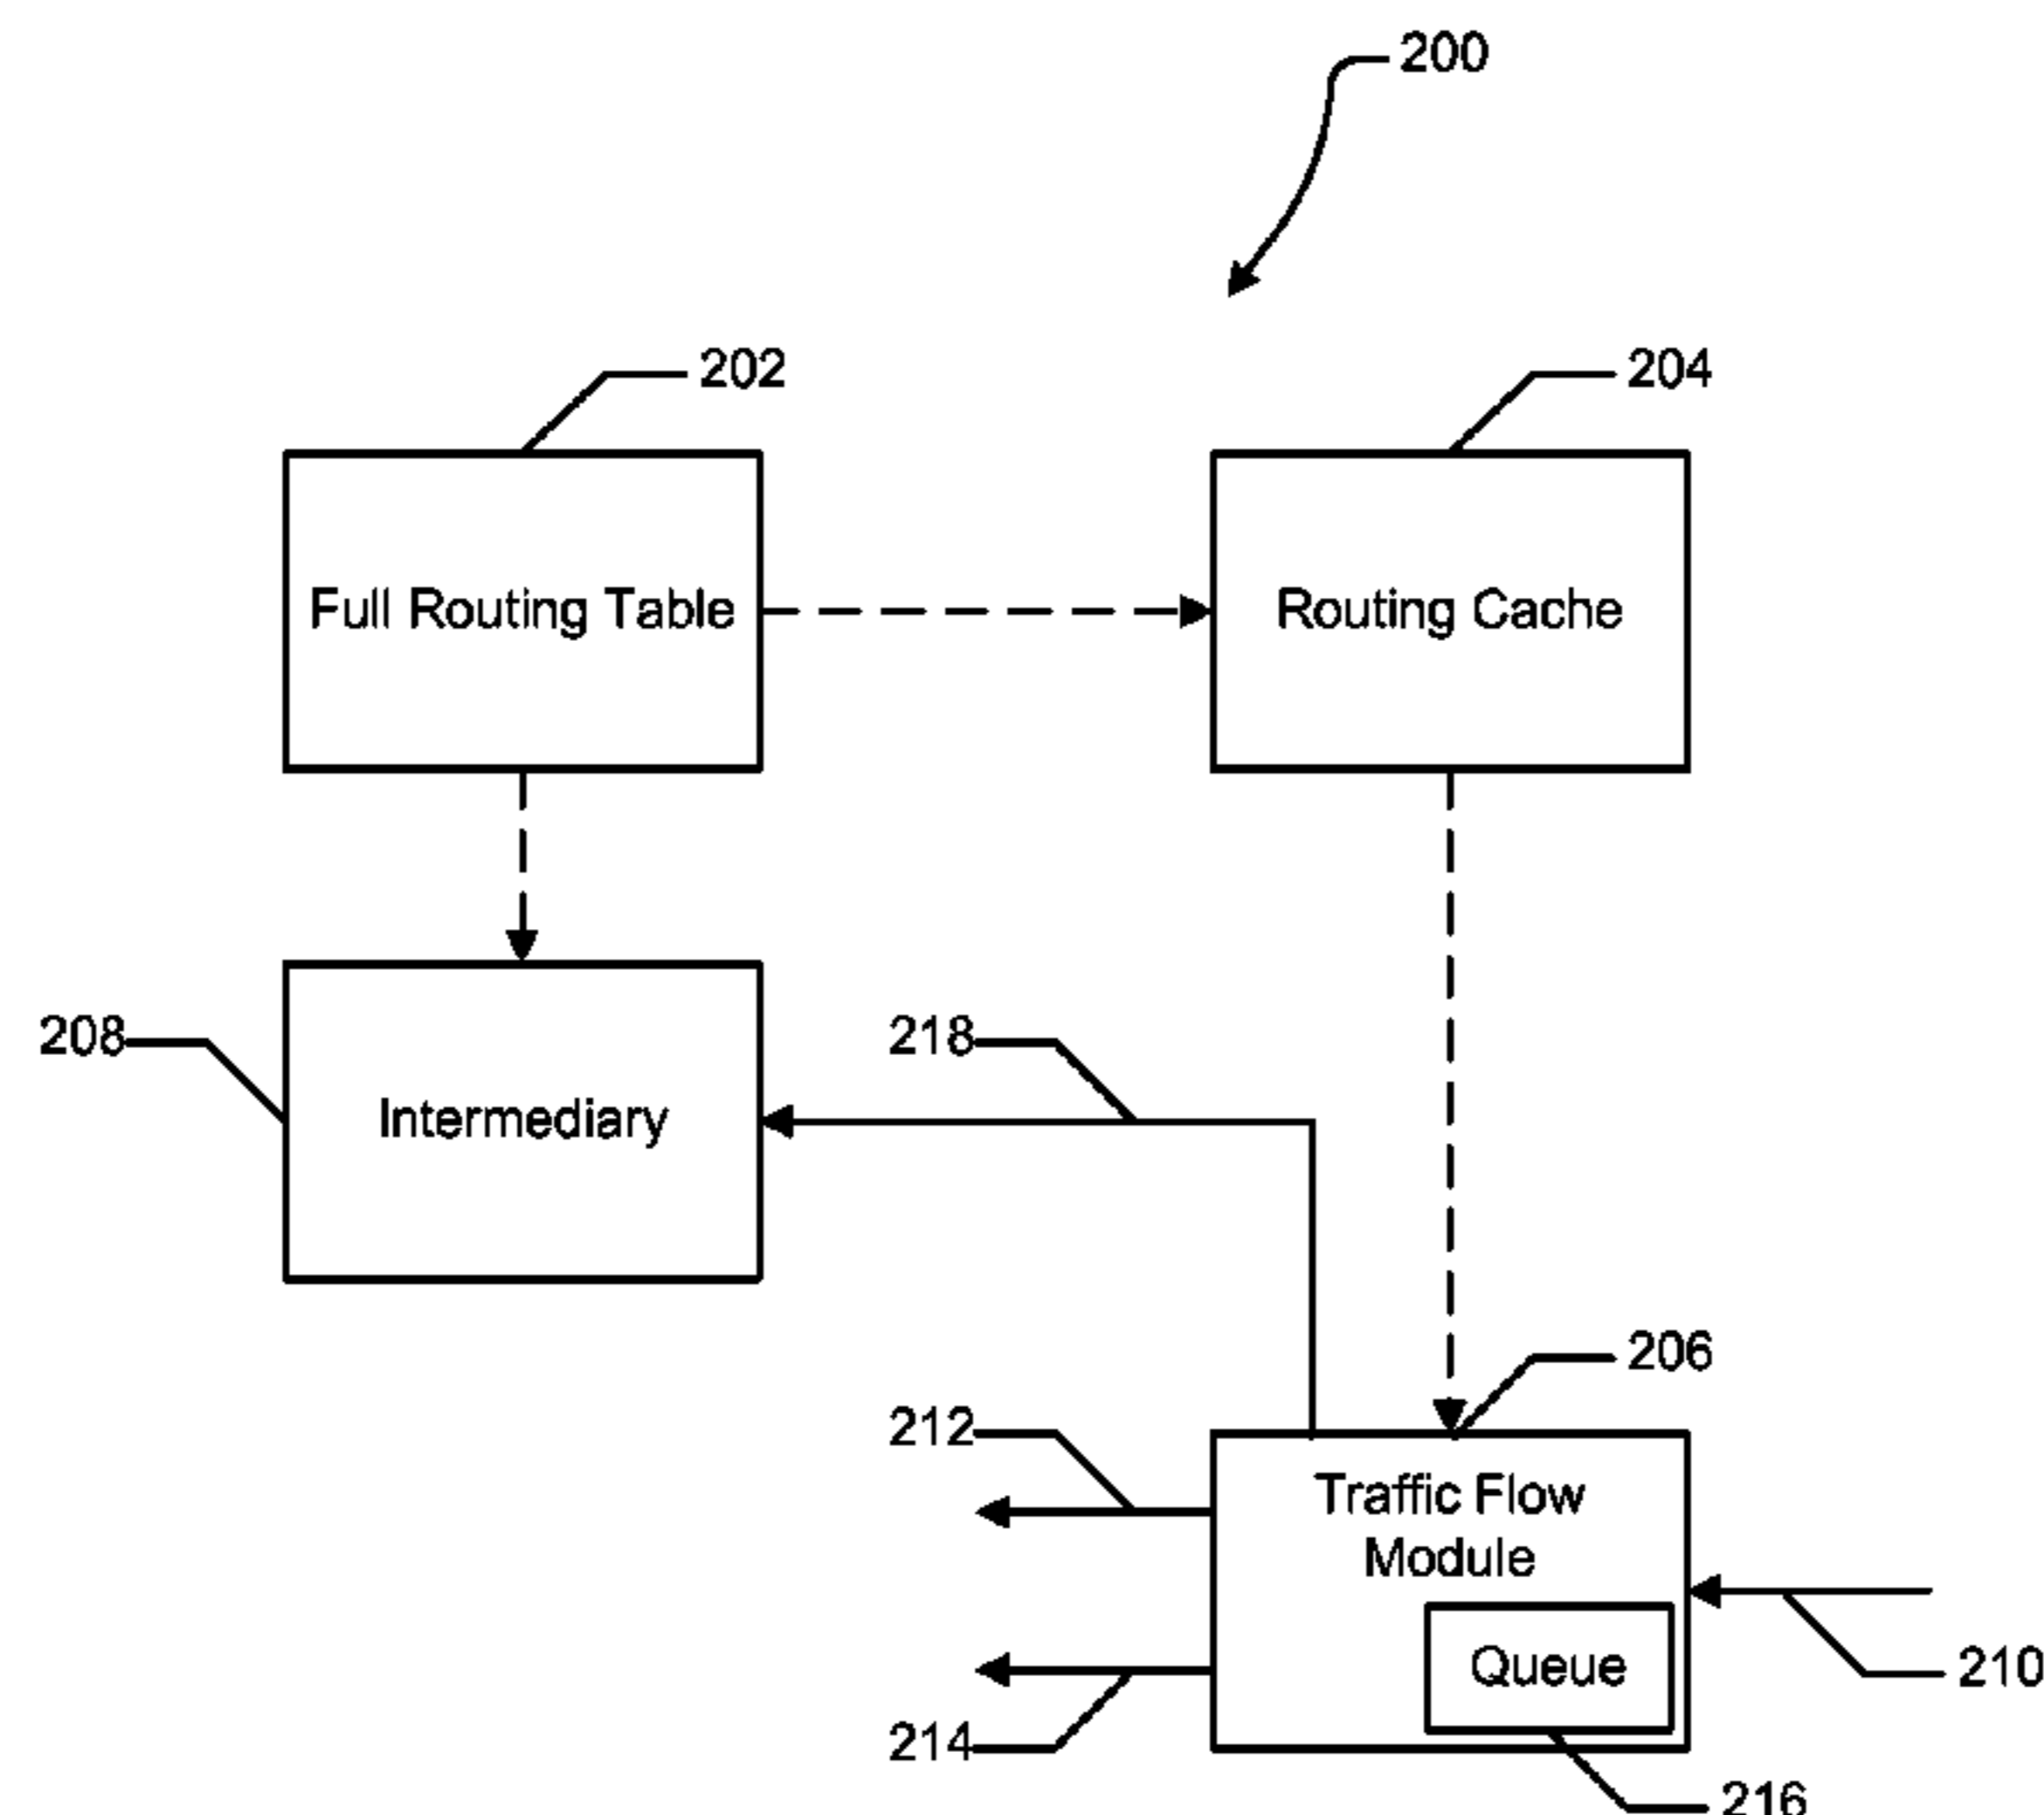 200
202
204
Full Routing Table
Routing Cache
208
218
Intermediary
206
212
Traffic Flow
Module
Queue
210
214
216